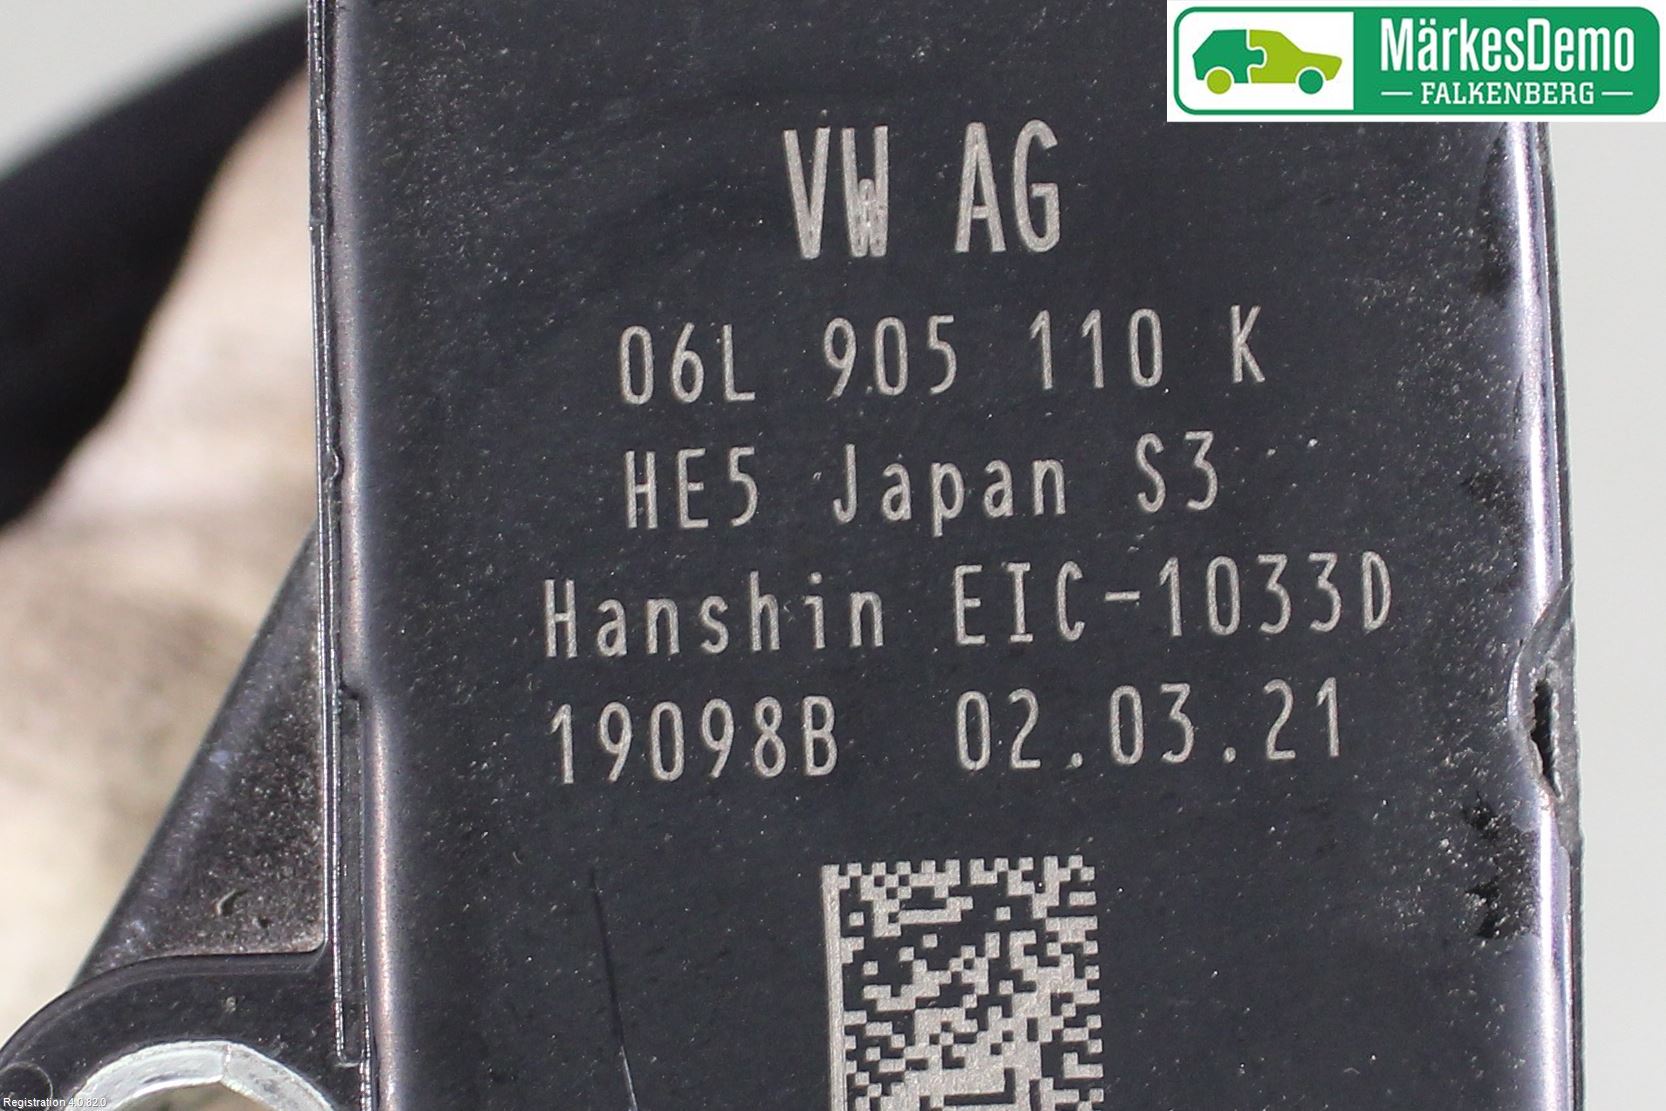 MärkesDemo
FALKENBERG
VW AG
06L 905 110 K
HE5 Japan S3
Hanshin EIC-1033D
19098B 02.03.21
Registration 4.0.82.0